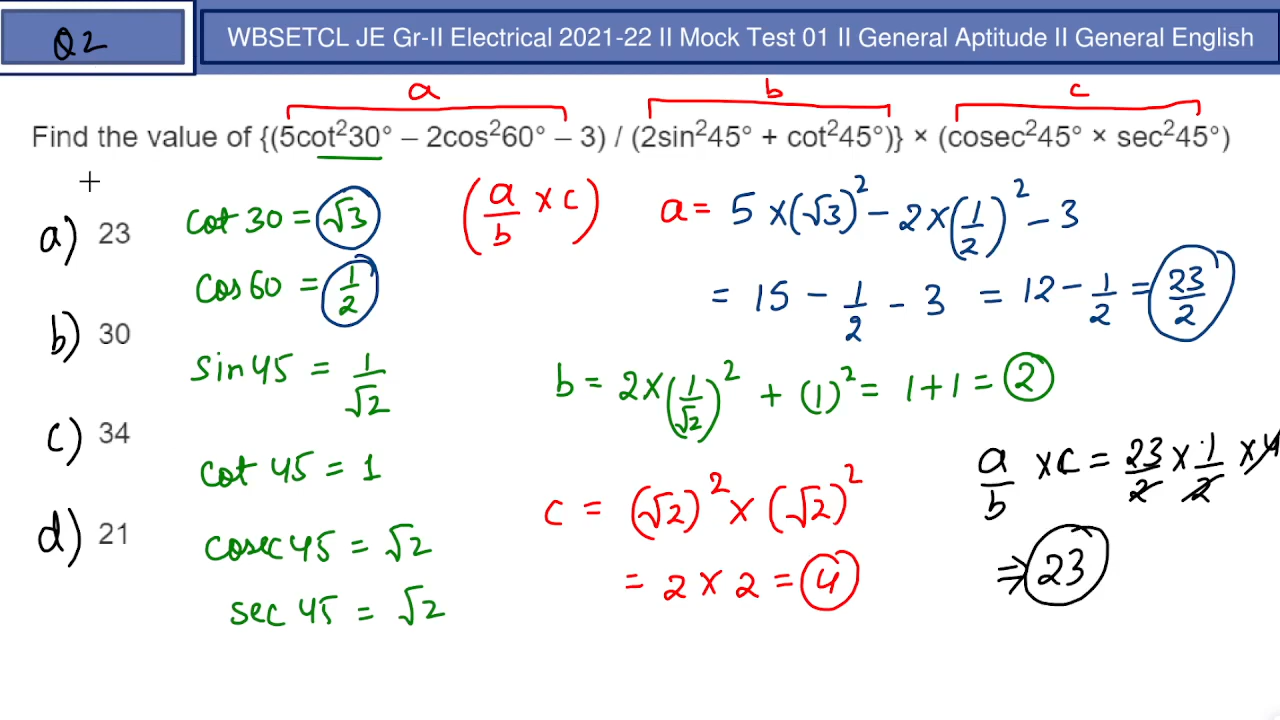 Q2
WBSETCL JE Gr-II Electrical 2021-22 II Mock Test 01 II General Aptitude II General English
a b c
Find the value of {(5cot²30° – 2cos²60° – 3) / (2sin²45° + cot²45°)} × (cosec²45° × sec²45°)
a) 23
b) 30
c) 34
d) 21
cot 30 = √3
cos 60 = 1/2
sin 45 = 1/√2
cot 45 = 1
cosec 45 = √2
sec 45 = √2
(a/b × c)
a = 5 × (√3)² – 2 × (1/2)² – 3
= 15 – 1/2 – 3 = 12 – 1/2 = 23/2
b = 2 × (1/√2)² + (1)² = 1 + 1 = 2
c = (√2)² × (√2)²
= 2 × 2 = 4
a/b × c = 23/2 × 1/2 × 4
⇒ 23